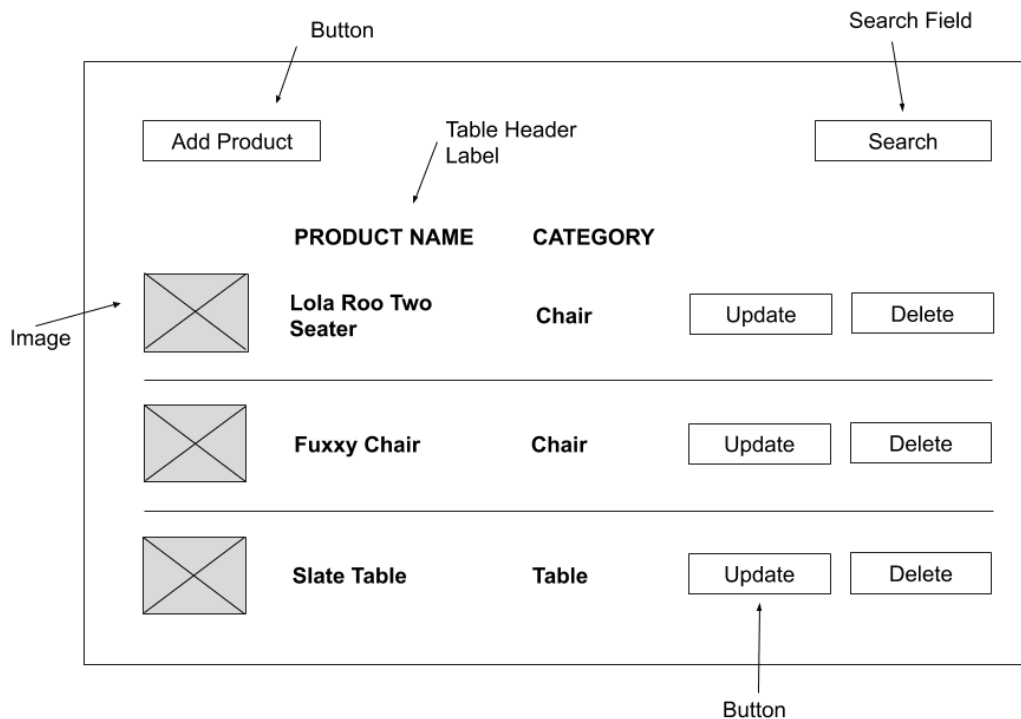 Button
Search Field
Add Product
Table Header
Label
Search
PRODUCT NAME
CATEGORY
Image
Lola Roo Two
Seater
Chair
Update
Delete
Fuxxy Chair
Chair
Update
Delete
Slate Table
Table
Update
Delete
Button